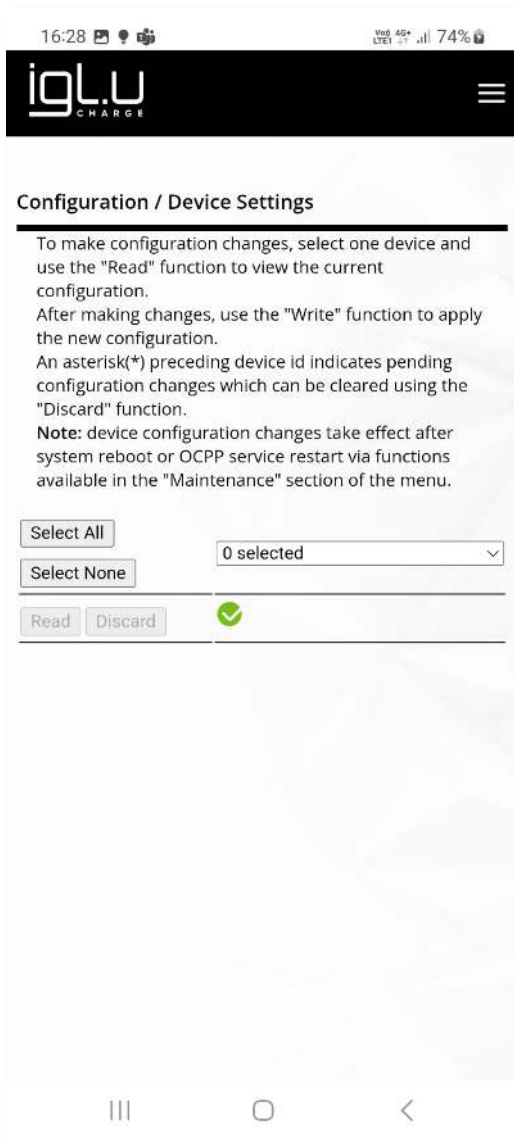 16:28
Vo) 4G+ 74%
LTE1
igL.U
CHARGE
Configuration / Device Settings
To make configuration changes, select one device and
use the "Read" function to view the current
configuration.
After making changes, use the "Write" function to apply
the new configuration.
An asterisk(*) preceding device id indicates pending
configuration changes which can be cleared using the
"Discard" function.
Note: device configuration changes take effect after
system reboot or OCPP service restart via functions
available in the "Maintenance" section of the menu.
Select All
0 selected
Select None
Read Discard